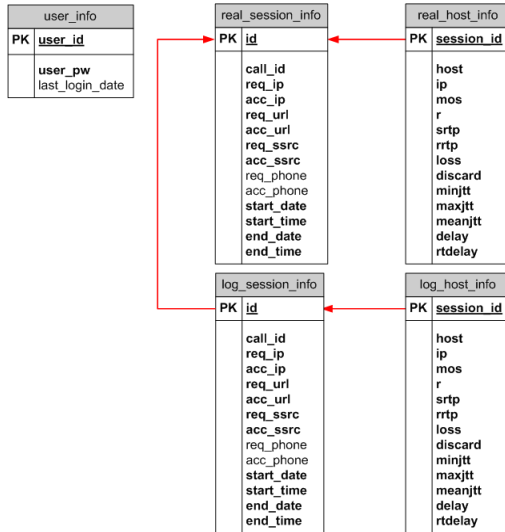 user_info
PK user_id
user_pw
last_login_date
real_session_info
PK id
call_id
req_ip
acc_ip
req_url
acc_url
req_ssrc
acc_ssrc
req_phone
acc_phone
start_date
start_time
end_date
end_time
real_host_info
PK session_id
host
ip
mos
r
srtp
rrtp
loss
discard
minjtt
maxjtt
meanjtt
delay
rtdelay
log_session_info
PK id
call_id
req_ip
acc_ip
req_url
acc_url
req_ssrc
acc_ssrc
req_phone
acc_phone
start_date
start_time
end_date
end_time
log_host_info
PK session_id
host
ip
mos
r
srtp
rrtp
loss
discard
minjtt
maxjtt
meanjtt
delay
rtdelay